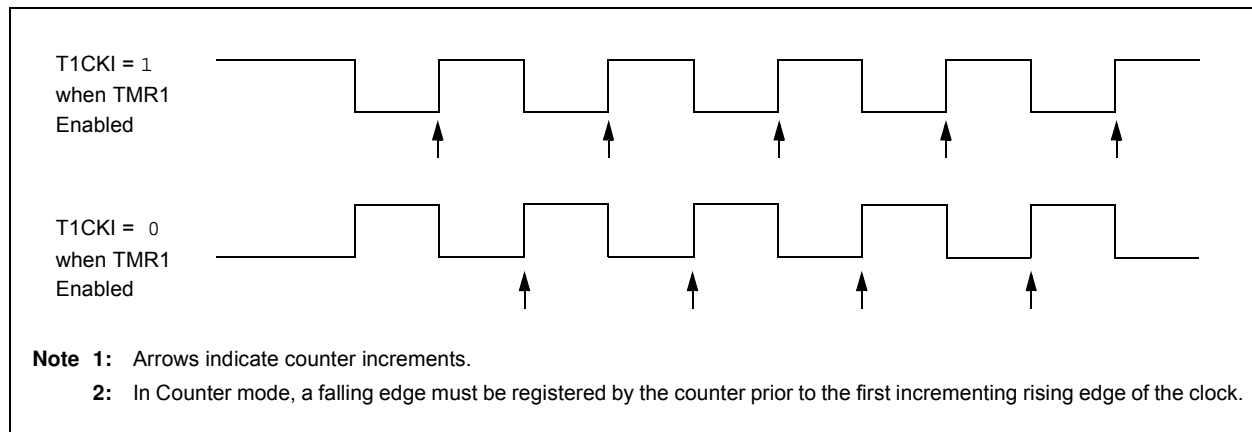 T1CKI = 1
when TMR1
Enabled
T1CKI = 0
when TMR1
Enabled
Note 1: Arrows indicate counter increments.
2: In Counter mode, a falling edge must be registered by the counter prior to the first incrementing rising edge of the clock.